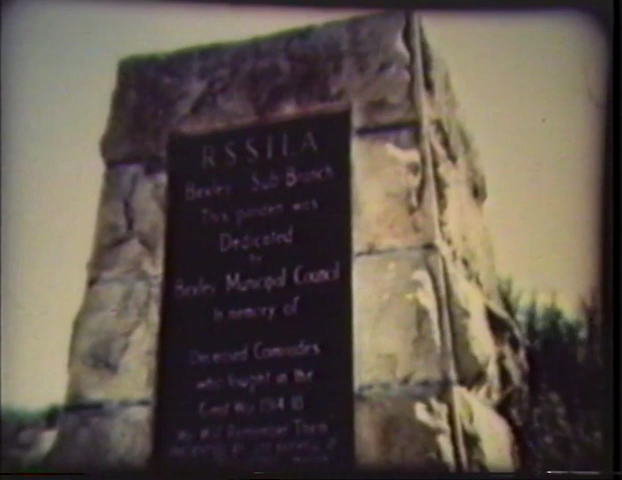 RSSILA
Bexley Sub Branch
This garden was
Dedicated
by
Bexley Municipal Council
in memory of
Deceased Comrades
who fought in the
Great War 1914-18
We Will Remember Them